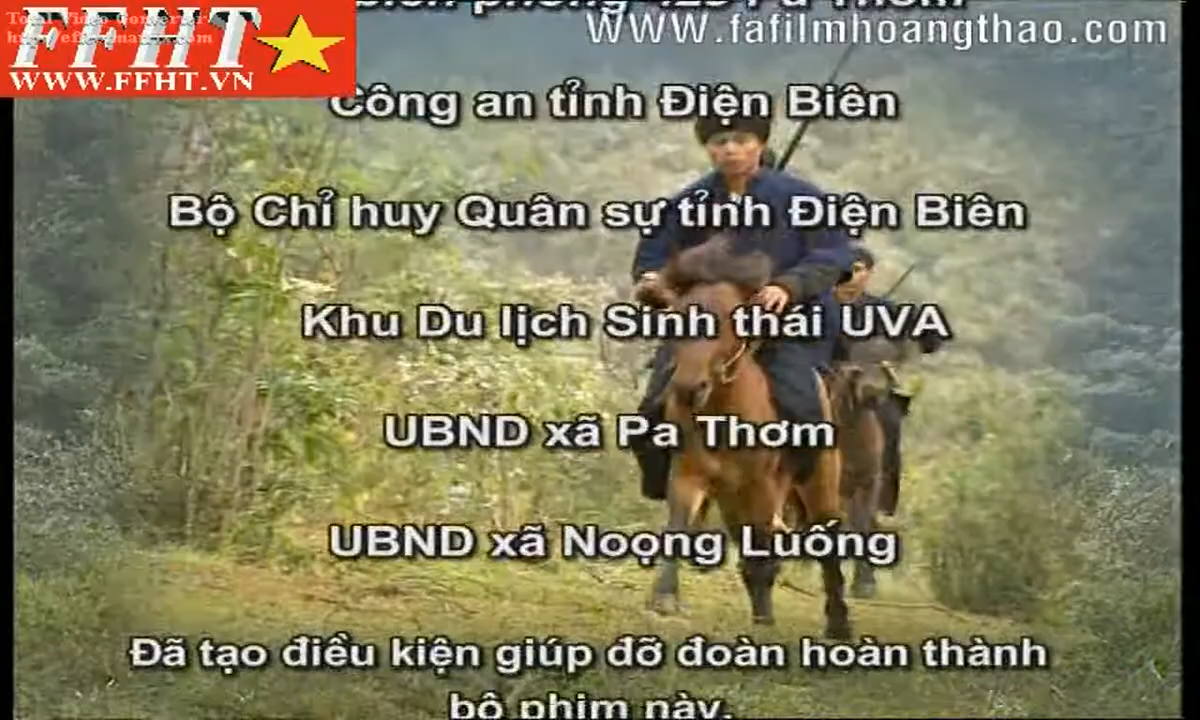 FFHT
WWW.FFHT.VN
WWW.fafilmhoangthao.com
Công an tỉnh Điện Biên
Bộ Chỉ huy Quân sự tỉnh Điện Biên
Khu Du lịch Sinh thái UVA
UBND xã Pa Thơm
UBND xã Noọng Luống
Đã tạo điều kiện giúp đỡ đoàn hoàn thành
bộ phim này.